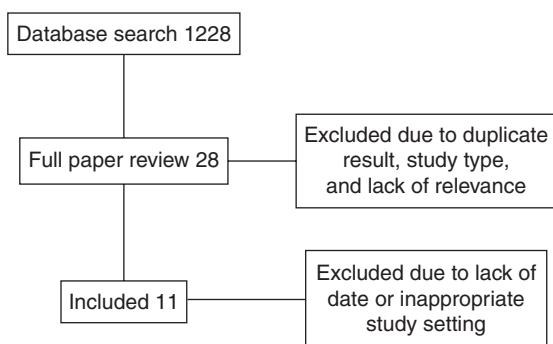 Database search 1228
Full paper review 28
Excluded due to duplicate
result, study type,
and lack of relevance
Included 11
Excluded due to lack of
date or inappropriate
study setting